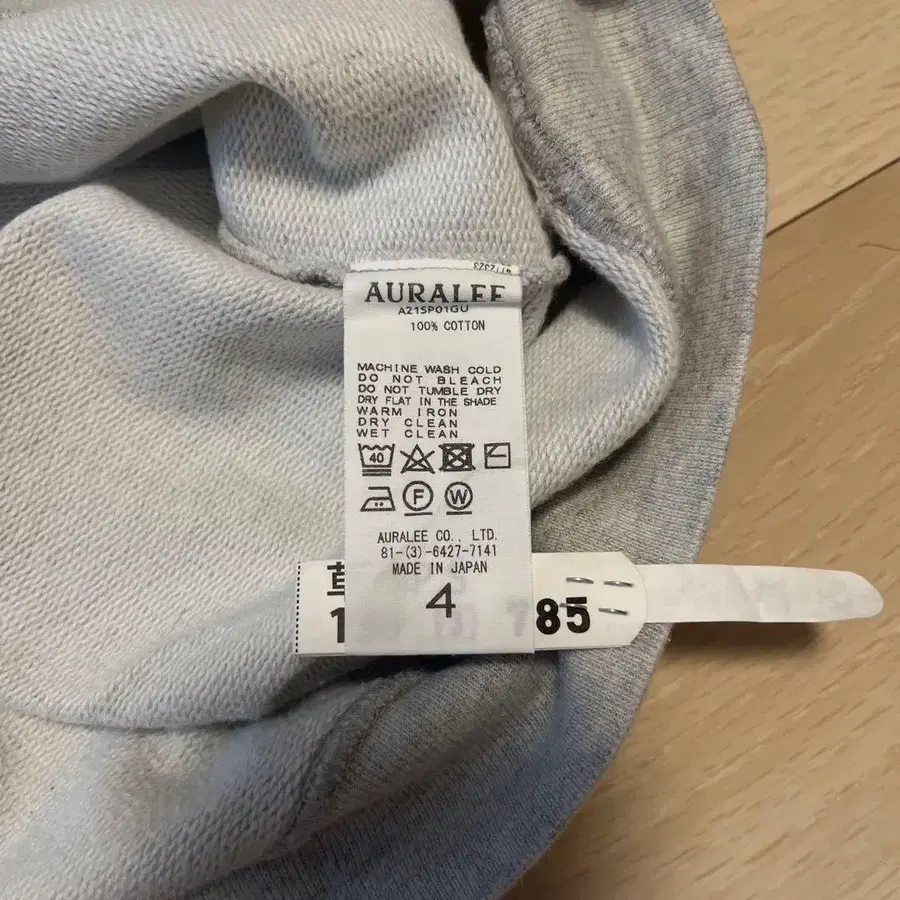 AURALEE
A21SP01GU
100% COTTON
MACHINE WASH COLD
DO NOT BLEACH
DO NOT TUMBLE DRY
DRY FLAT IN THE SHADE
WARM IRON
DRY CLEAN
WET CLEAN
40
F W
AURALEE CO., LTD.
81-(3)-6427-7141
MADE IN JAPAN
4
785